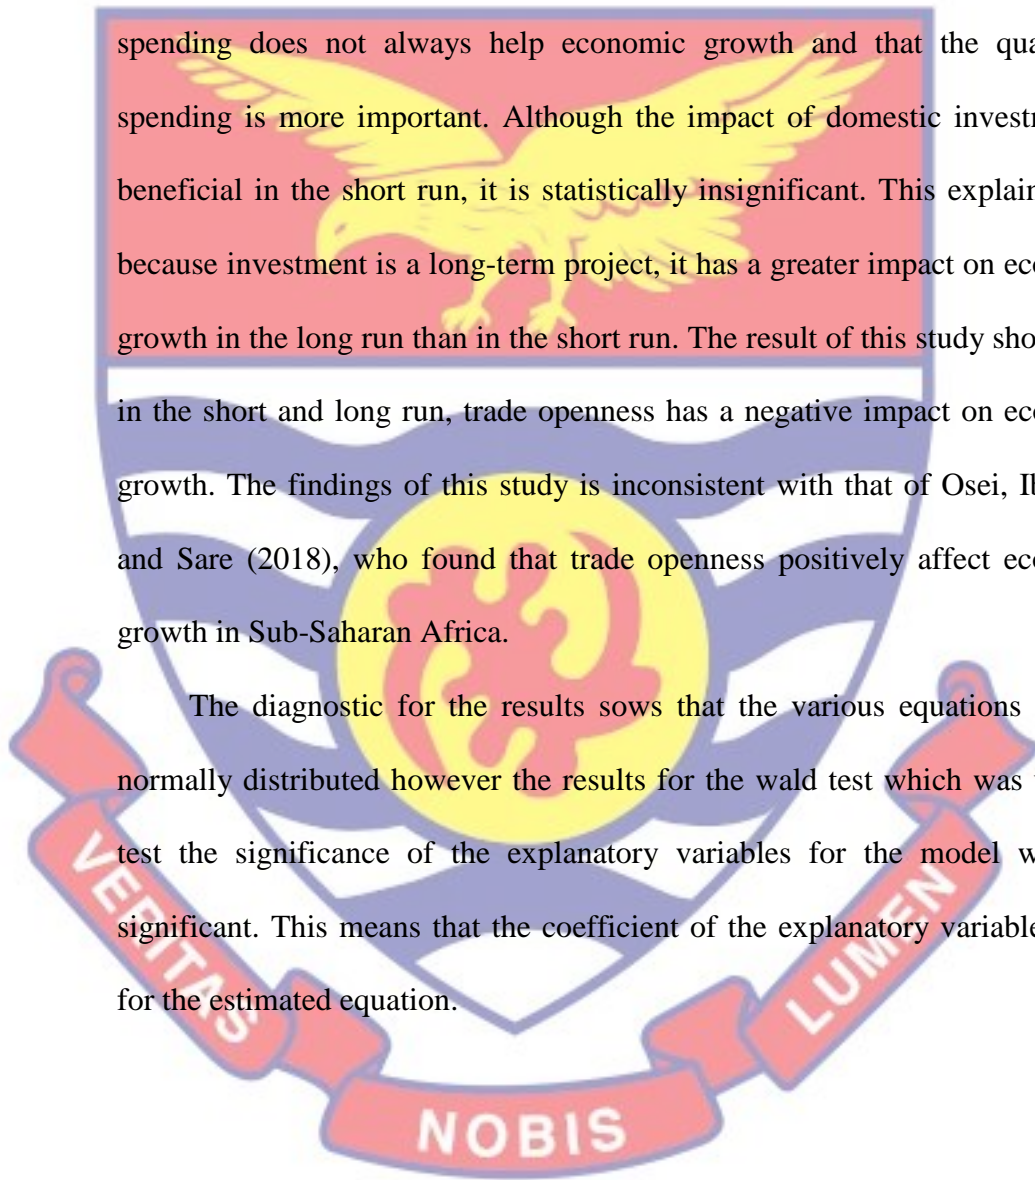 spending does not always help economic growth and that the qua
spending is more important. Although the impact of domestic investr
beneficial in the short run, it is statistically insignificant. This explain
because investment is a long-term project, it has a greater impact on eco
growth in the long run than in the short run. The result of this study sho
in the short and long run, trade openness has a negative impact on eco
growth. The findings of this study is inconsistent with that of Osei, Ib
and Sare (2018), who found that trade openness positively affect eco
growth in Sub-Saharan Africa.
The diagnostic for the results sows that the various equations
normally distributed however the results for the wald test which was
test the significance of the explanatory variables for the model w
significant. This means that the coefficient of the explanatory variable
for the estimated equation.
VERITAS
NOBIS
LUMEN